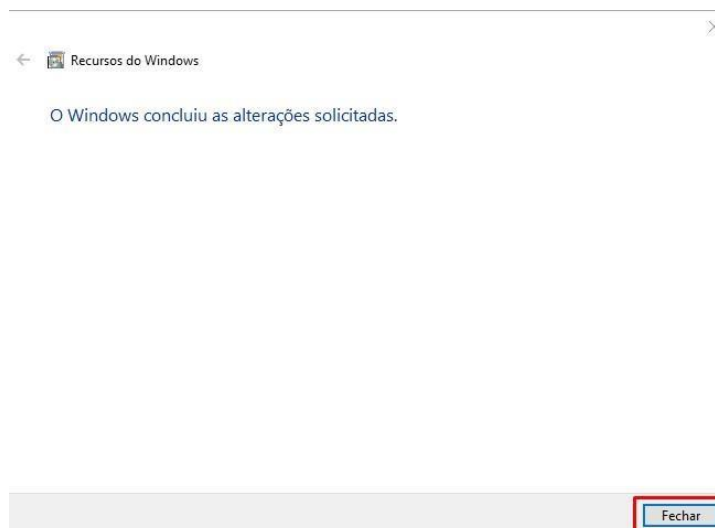 Recursos do Windows
O Windows concluiu as alterações solicitadas.
Fechar